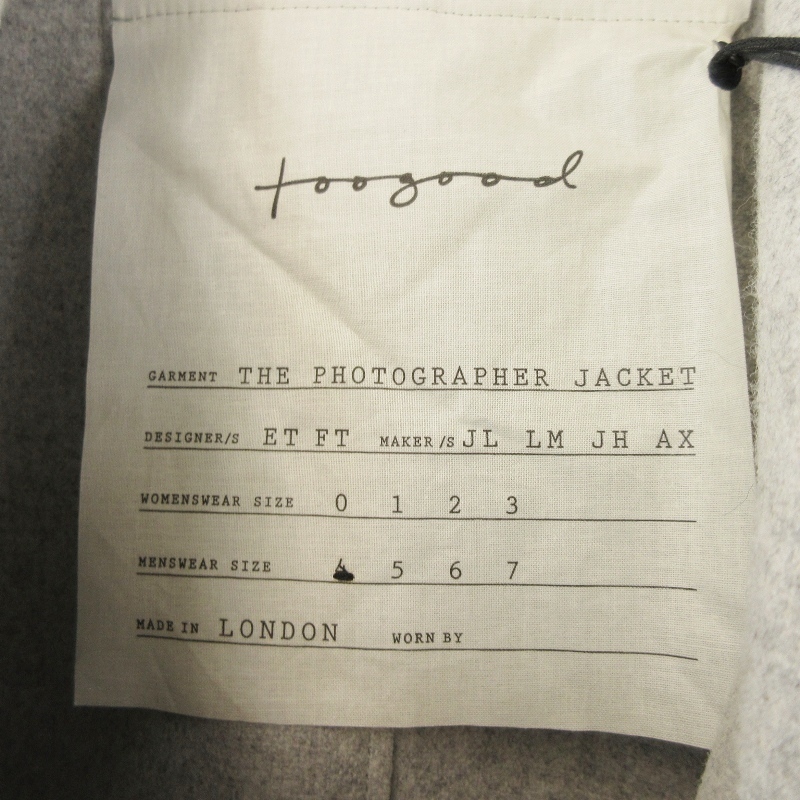 toogood
GARMENT THE PHOTOGRAPHER JACKET
DESIGNER/S ET FT MAKER/S JL LM JH AX
WOMENSWEAR SIZE 0 1 2 3
MENSWEAR SIZE 4 5 6 7
MADE IN LONDON WORN BY